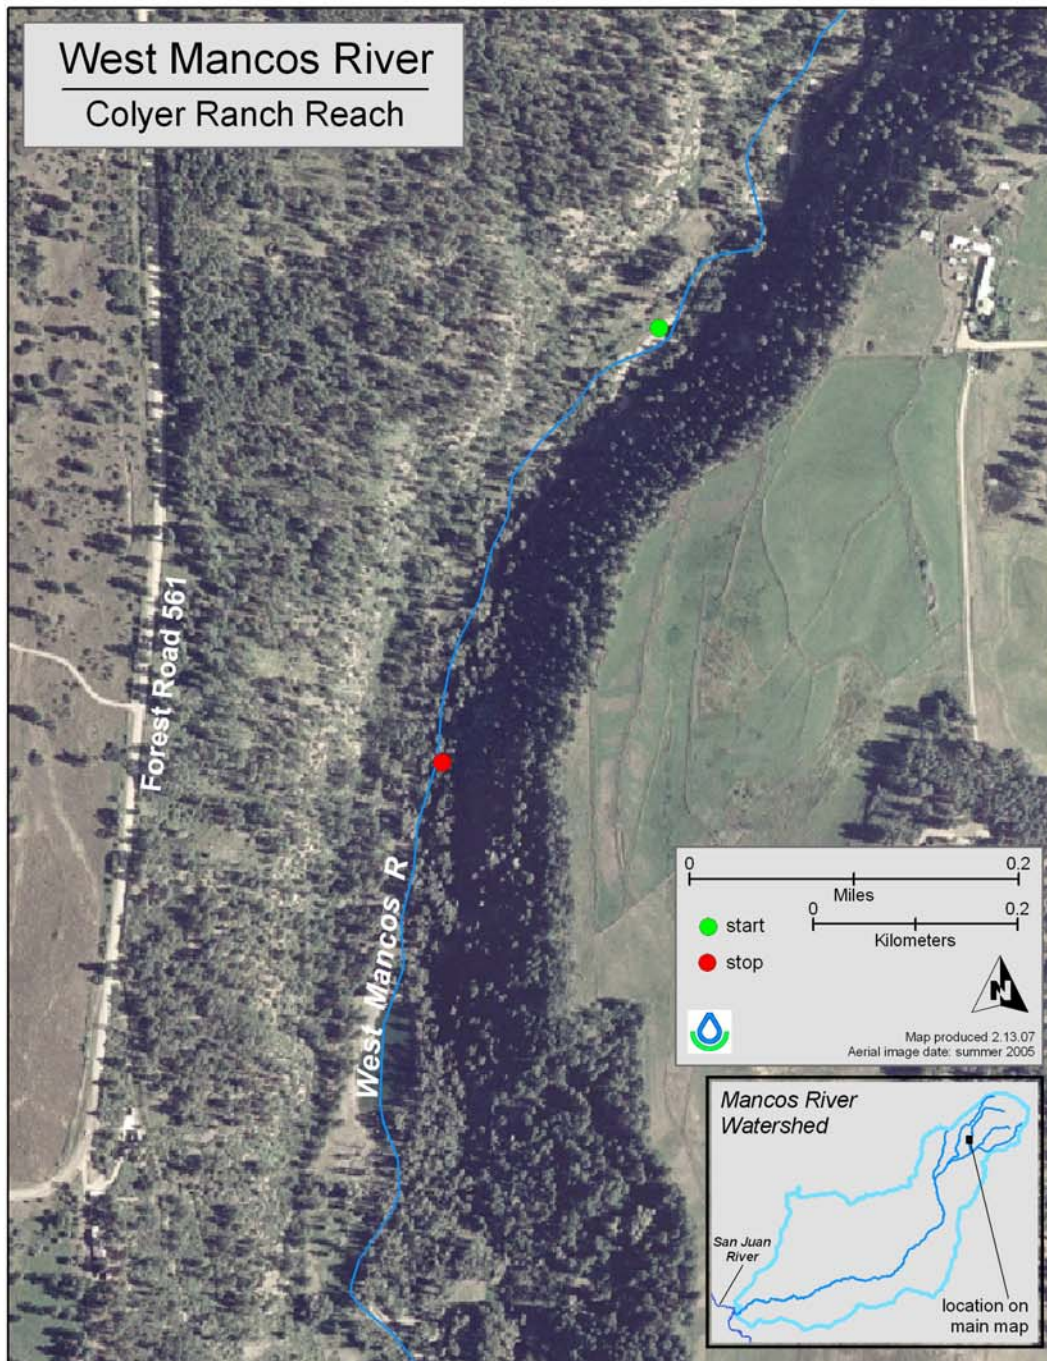 West Mancos River
Colyer Ranch Reach
Forest Road 561
West Mancos R
0 0.2
Miles
0 0.2
Kilometers
start
stop
N
Map produced 2.13.07
Aerial image date: summer 2005
Mancos River
Watershed
San Juan
River
location on
main map